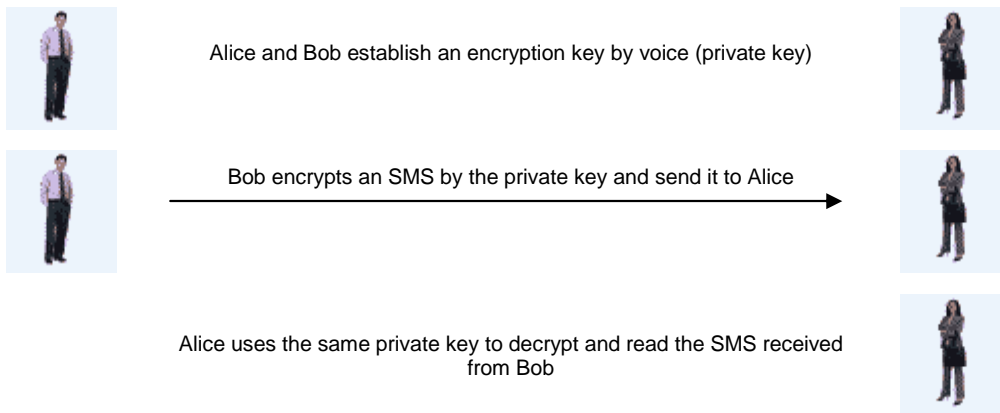 Alice and Bob establish an encryption key by voice (private key)
Bob encrypts an SMS by the private key and send it to Alice
Alice uses the same private key to decrypt and read the SMS received
from Bob